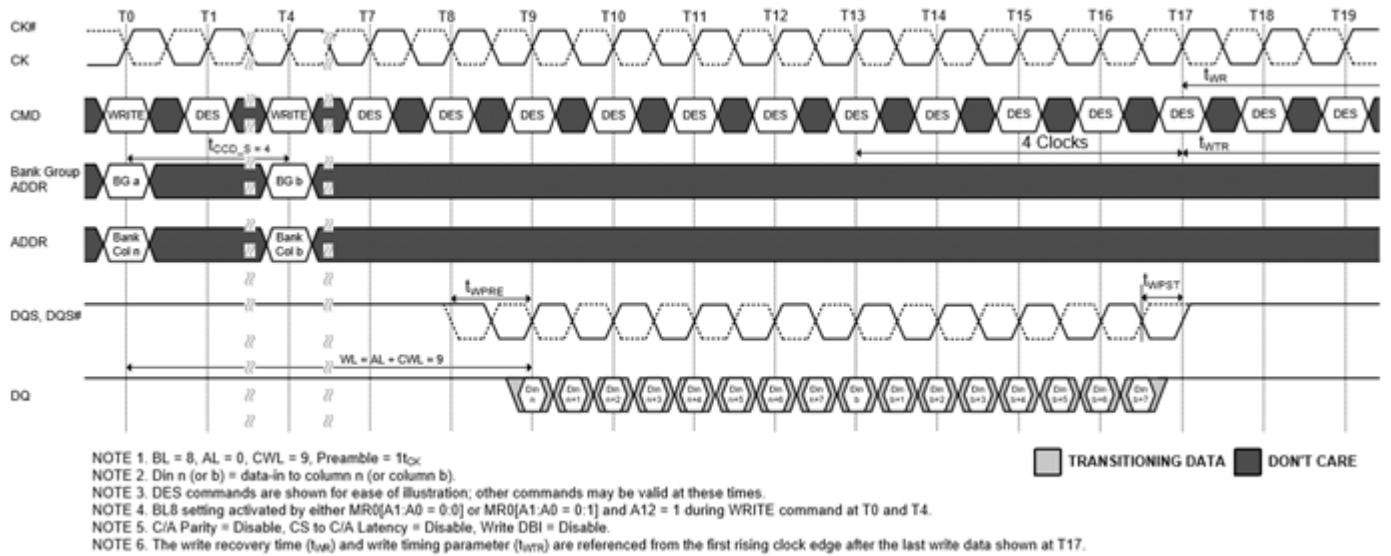 T0 T1 T4 T7 T8 T9 T10 T11 T12 T13 T14 T15 T16 T17 T18 T19
CK#
CK
tWR
CMD WRITE DES WRITE DES DES DES DES DES DES DES DES DES DES DES DES DES
tCCD_S = 4
4 Clocks
tWTR
Bank Group
ADDR
BG a BG b
ADDR
Bank
Col n
Bank
Col b
tWPRE
tWPST
DQS, DQS#
WL = AL + CWL = 9
DQ
Din n Din n+1 Din n+2 Din n+3 Din n+4 Din n+5 Din n+6 Din n+7 Din b Din b+1 Din b+2 Din b+3 Din b+4 Din b+5 Din b+6 Din b+7
NOTE 1. BL = 8, AL = 0, CWL = 9, Preamble = 1tCK
NOTE 2. Din n (or b) = data-in to column n (or column b).
NOTE 3. DES commands are shown for ease of illustration; other commands may be valid at these times.
NOTE 4. BL8 setting activated by either MR0[A1:A0 = 0:0] or MR0[A1:A0 = 0:1] and A12 = 1 during WRITE command at T0 and T4.
NOTE 5. C/A Parity = Disable, CS to C/A Latency = Disable, Write DBI = Disable.
NOTE 6. The write recovery time (tWR) and write timing parameter (tWTR) are referenced from the first rising clock edge after the last write data shown at T17.
TRANSITIONING DATA
DON'T CARE